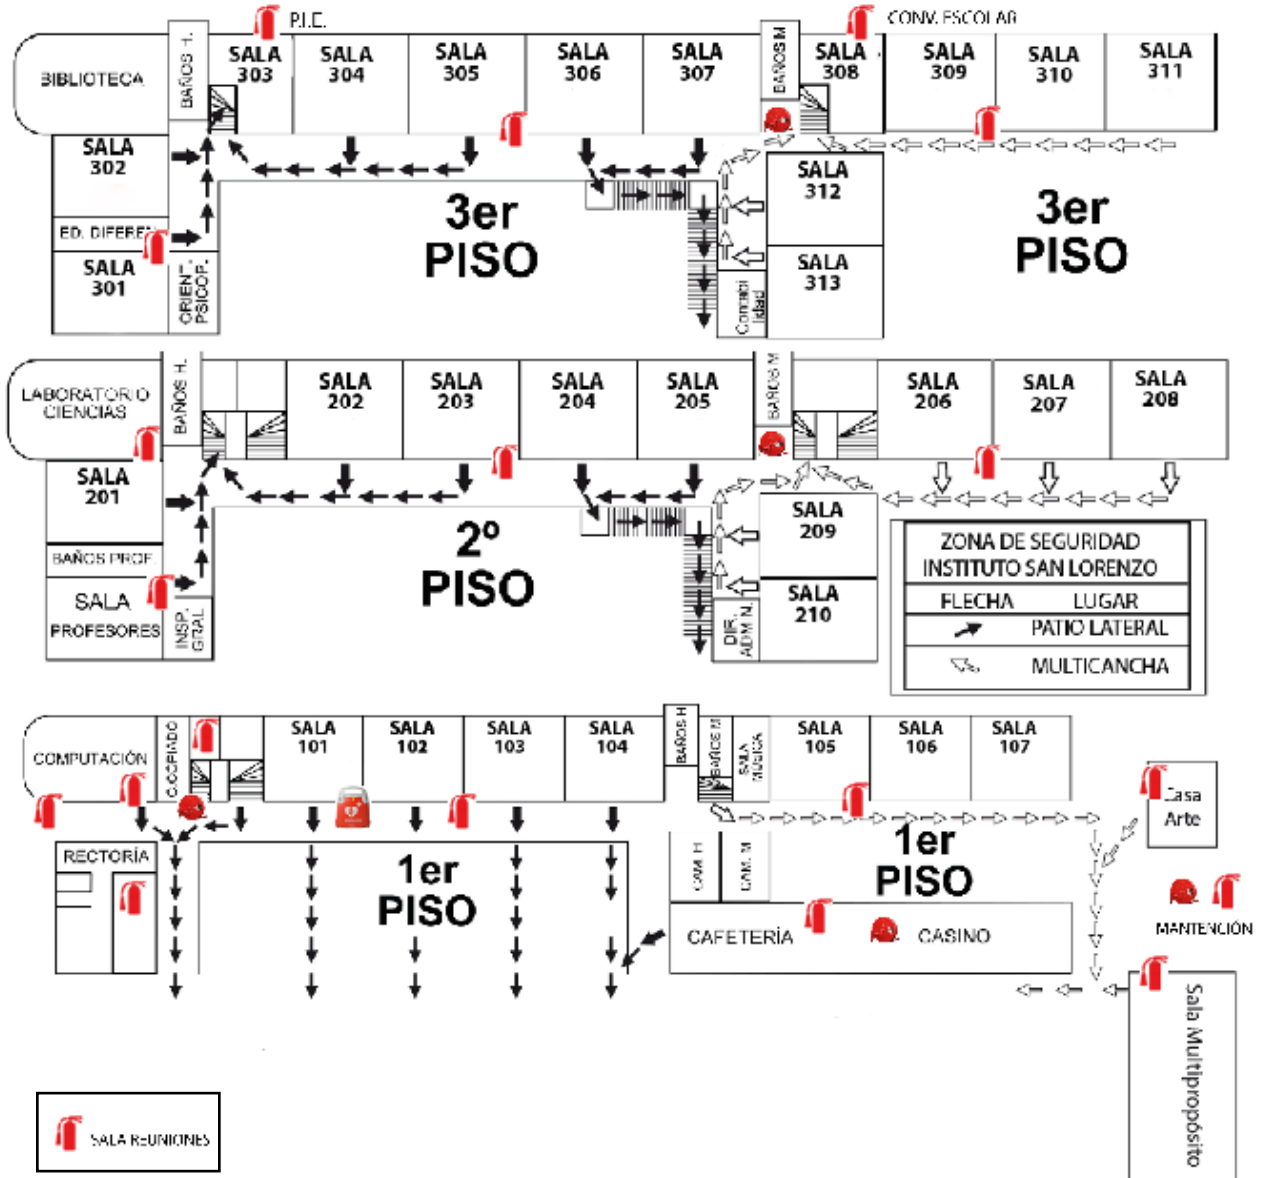 P.I.E.
CONV. ESCOLAR
BIBLIOTECA
BAÑOS H.
SALA
303
SALA
304
SALA
305
SALA
306
SALA
307
BAÑOS M
SALA
308
SALA
309
SALA
310
SALA
311
SALA
302
ED. DIFEREN
SALA
301
ORIENT.
PSICOP.
3er
PISO
SALA
312
SALA
313
Contabi
lidad
3er
PISO
LABORATORIO
CIENCIAS
BAÑOS H.
SALA
202
SALA
203
SALA
204
SALA
205
BAÑOS M
SALA
206
SALA
207
SALA
208
SALA
201
BAÑOS PROF.
SALA
PROFESORES
INSP.
GRAL
2º
PISO
SALA
209
SALA
210
DIR.
ADM N.
ZONA DE SEGURIDAD
INSTITUTO SAN LORENZO
FLECHA LUGAR
PATIO LATERAL
MULTICANCHA
COMPUTACIÓN
C.COPIADO
SALA
101
SALA
102
SALA
103
SALA
104
BAÑOS H
BAÑOS M
SALA
MÚSICA
SALA
105
SALA
106
SALA
107
Casa
Arte
RECTORÍA
1er
PISO
CAM. H
CAM. M
1er
PISO
CAFETERÍA
CASINO
MANTENCIÓN
Sala Multipropósito
SALA REUNIONES